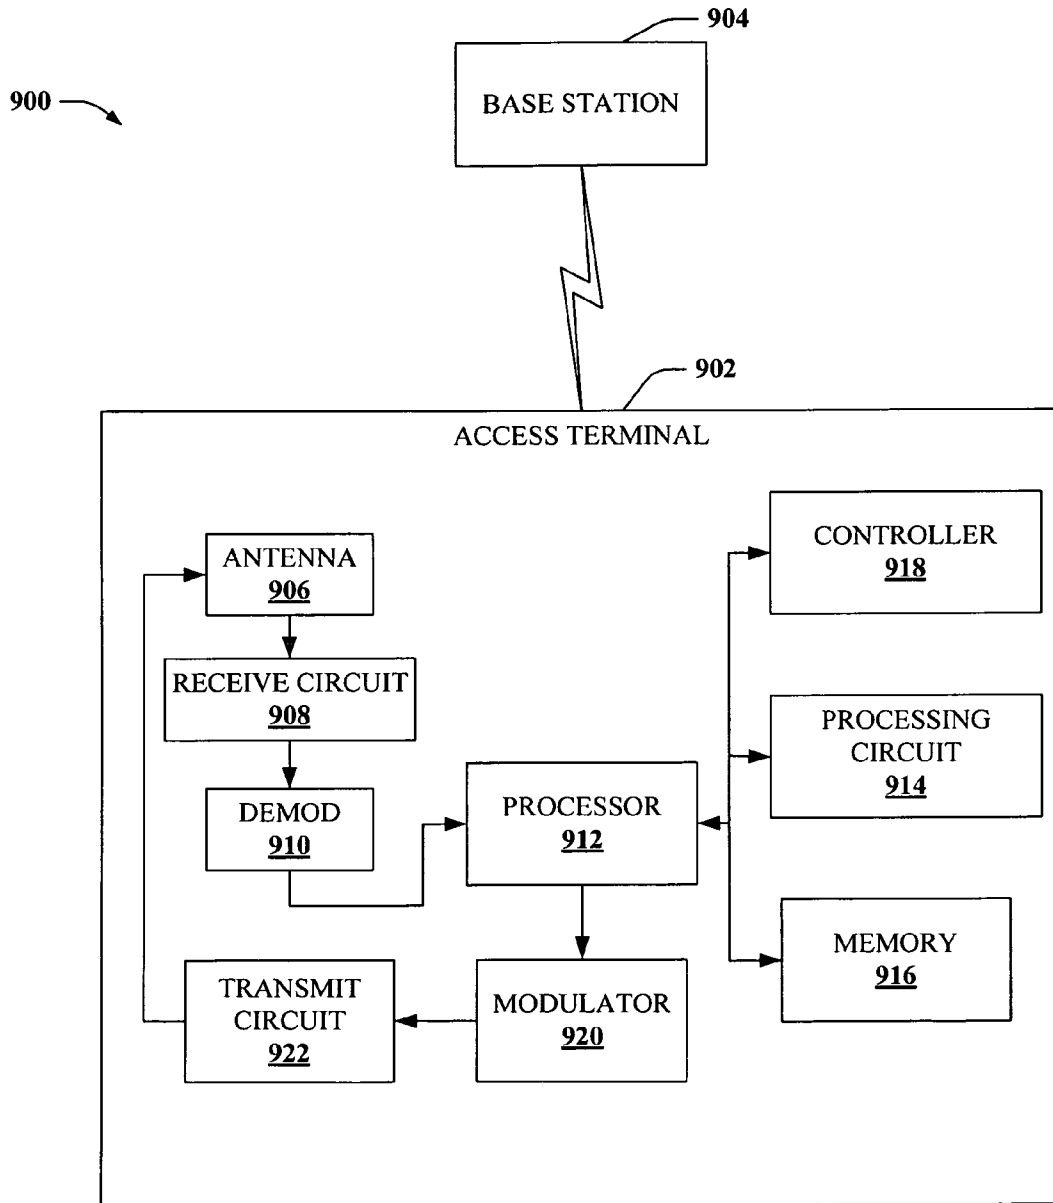 904
BASE STATION
900
902
ACCESS TERMINAL
ANTENNA
906
RECEIVE CIRCUIT
908
DEMOD
910
PROCESSOR
912
CONTROLLER
918
PROCESSING
CIRCUIT
914
MEMORY
916
TRANSMIT
CIRCUIT
922
MODULATOR
920